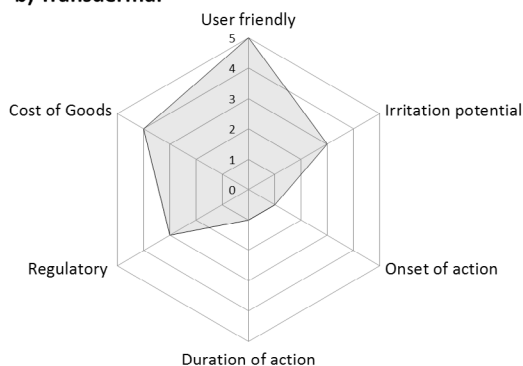 Transdermal
User friendly
5
4
Cost of Goods
3
Irritation potential
2
1
0
Regulatory
Onset of action
Duration of action